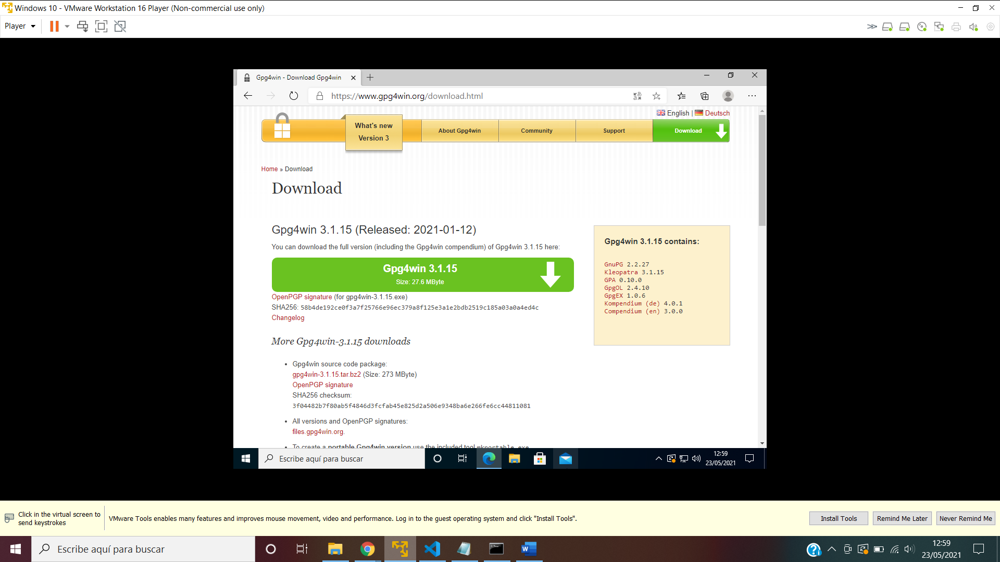 Windows 10 - VMware Workstation 16 Player (Non-commercial use only)
Player
Gpg4win - Download Gpg4win
https://www.gpg4win.org/download.html
English | Deutsch
What's new
Version 3
About Gpg4win
Community
Support
Download
Home » Download
Download
Gpg4win 3.1.15 (Released: 2021-01-12)
You can download the full version (including the Gpg4win compendium) of Gpg4win 3.1.15 here:
Gpg4win 3.1.15
Size: 27.6 MByte
OpenPGP signature (for gpg4win-3.1.15.exe)
SHA256: 58b4de192ce0f3a7f25766e96ec379a8f125e3a1e2bdb2519c185a03a0a4ed4c
Changelog
Gpg4win 3.1.15 contains:
GnuPG 2.2.27
Kleopatra 3.1.15
GPA 0.10.0
GpgOL 2.4.10
GpgEX 1.0.6
Kompendium (de) 4.0.1
Compendium (en) 3.0.0
More Gpg4win-3.1.15 downloads
• Gpg4win source code package:
gpg4win-3.1.15.tar.bz2 (Size: 273 MByte)
OpenPGP signature
SHA256 checksum:
3f04482b7f80ab5f4846d3fcfab45e825d2a506e9348ba6e266fe6cc44811081
• All versions and OpenPGP signatures:
files.gpg4win.org.
• To create a portable Gpg4win version use the included tool mkportable.exe
Escribe aquí para buscar
12:59
23/05/2021
Click in the virtual screen to
send keystrokes
VMware Tools enables many features and improves mouse movement, video and performance. Log in to the guest operating system and click "Install Tools".
Install Tools
Remind Me Later
Never Remind Me
Escribe aquí para buscar
12:59
23/05/2021